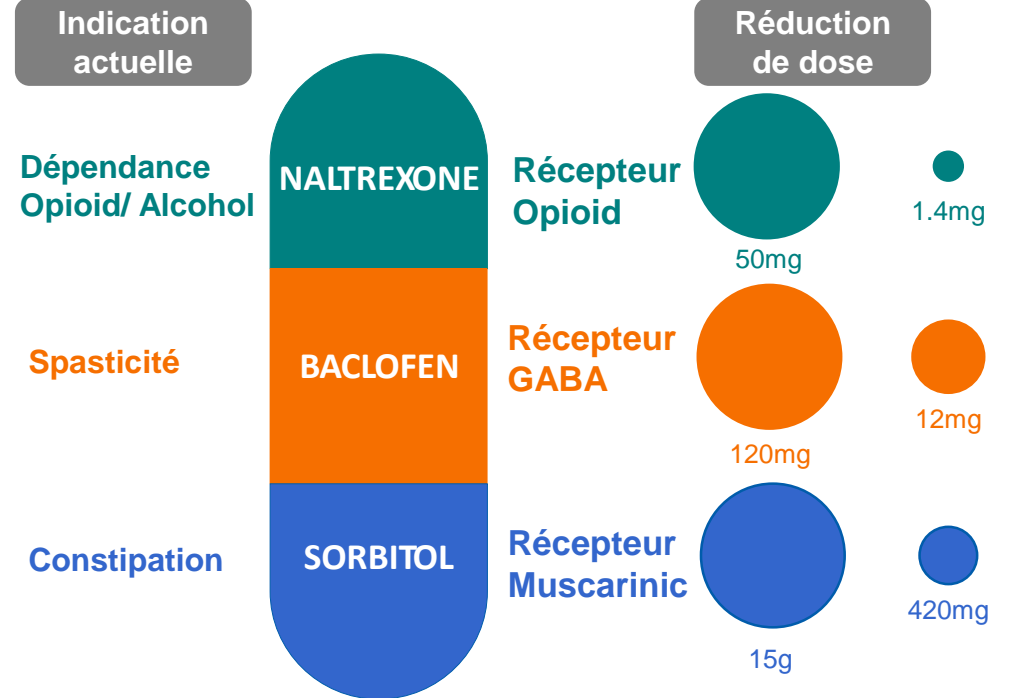 Indication
actuelle
Réduction
de dose
Dépendance
Opioid/ Alcohol
NALTREXONE
Récepteur
Opioid
50mg
1.4mg
Spasticité
BACLOFEN
Récepteur
GABA
120mg
12mg
Constipation
SORBITOL
Récepteur
Muscarinic
15g
420mg